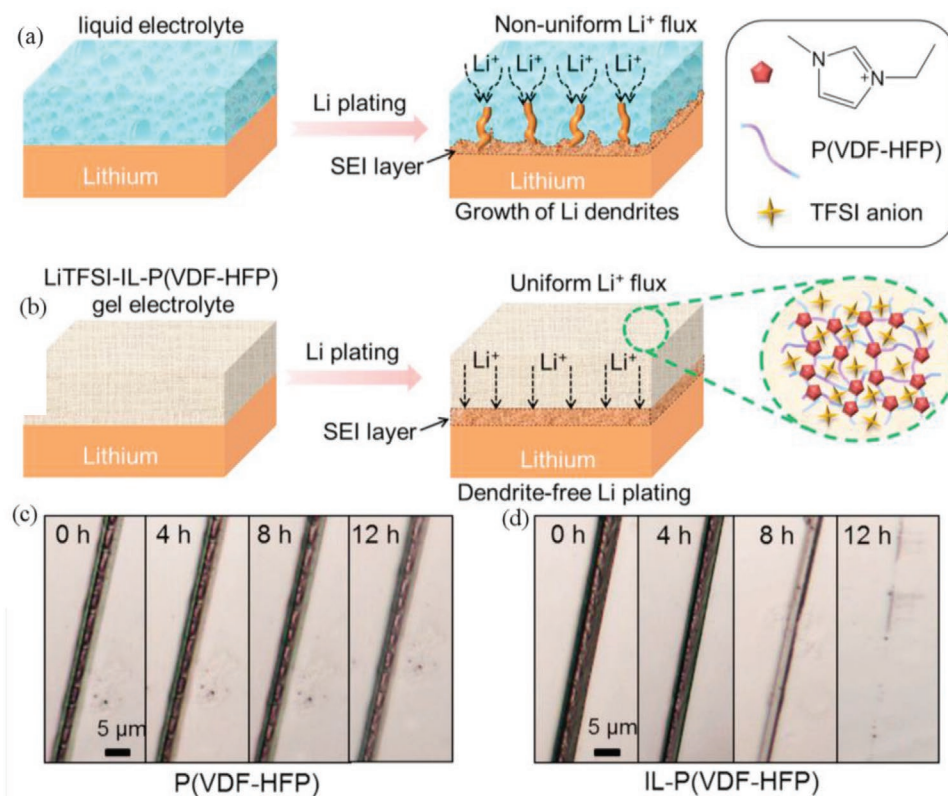 (a)
liquid electrolyte
Non-uniform Li⁺ flux
Li⁺ Li⁺ Li⁺ Li⁺
Li plating
SEI layer
Lithium
Lithium
Growth of Li dendrites
N
N
+
P(VDF-HFP)
TFSI anion
(b)
LiTFSI-IL-P(VDF-HFP)
gel electrolyte
Uniform Li⁺ flux
Li plating
Li⁺ Li⁺ Li⁺
SEI layer
Lithium
Lithium
Dendrite-free Li plating
(c)
0 h 4 h 8 h 12 h
5 μm
P(VDF-HFP)
(d)
0 h 4 h 8 h 12 h
5 μm
IL-P(VDF-HFP)